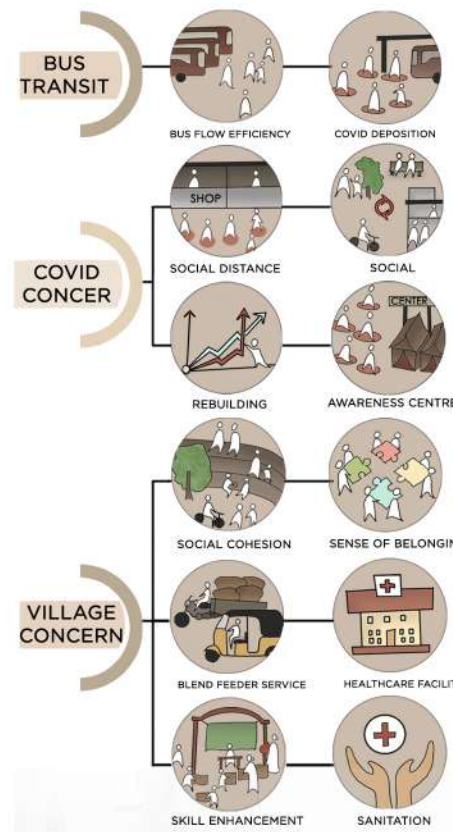 BUS
TRANSIT
BUS FLOW EFFICIENCY
COVID DEPOSITION
SHOP
SOCIAL DISTANCE
SOCIAL
COVID
CONCER
CENTER
REBUILDING
AWARENESS CENTRE
SOCIAL COHESION
SENSE OF BELONGIN
VILLAGE
CONCERN
BLEND FEEDER SERVICE
HEALTHCARE FACILIT
SKILL ENHANCEMENT
SANITATION